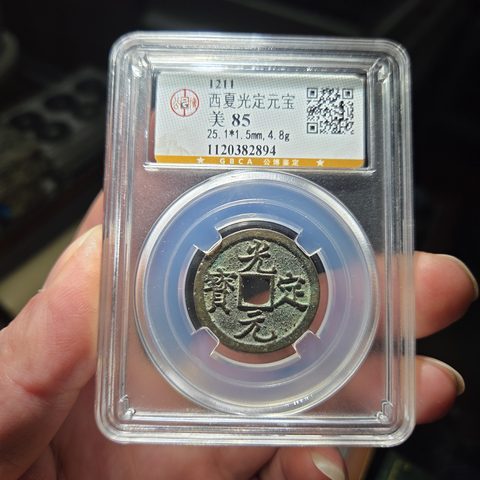 1211
西夏光定元宝
美 85
25.1*1.5mm,4.8g
1120382894
★ GBCA 公博鉴定 ★
光
定
元
寶